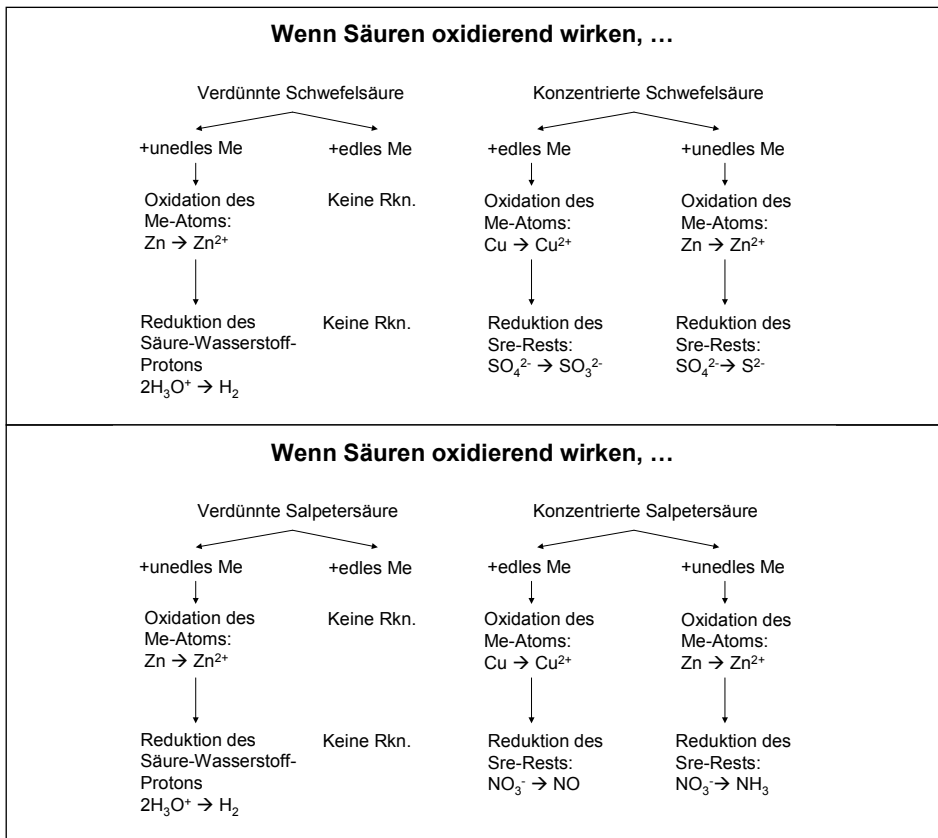 Wenn Säuren oxidierend wirken, …
Verdünnte Schwefelsäure
Konzentrierte Schwefelsäure
+unedles Me
+edles Me
+edles Me
+unedles Me
Oxidation des
Me-Atoms:
Zn → Zn²⁺
Keine Rkn.
Oxidation des
Me-Atoms:
Cu → Cu²⁺
Oxidation des
Me-Atoms:
Zn → Zn²⁺
Reduktion des
Säure-Wasserstoff-
Protons
2H₃O⁺ → H₂
Keine Rkn.
Reduktion des
Sre-Rests:
SO₄²⁻ → SO₃²⁻
Reduktion des
Sre-Rests:
SO₄²⁻→ S²⁻
Wenn Säuren oxidierend wirken, …
Verdünnte Salpetersäure
Konzentrierte Salpetersäure
+unedles Me
+edles Me
+edles Me
+unedles Me
Oxidation des
Me-Atoms:
Zn → Zn²⁺
Keine Rkn.
Oxidation des
Me-Atoms:
Cu → Cu²⁺
Oxidation des
Me-Atoms:
Zn → Zn²⁺
Reduktion des
Säure-Wasserstoff-
Protons
2H₃O⁺ → H₂
Keine Rkn.
Reduktion des
Sre-Rests:
NO₃⁻ → NO
Reduktion des
Sre-Rests:
NO₃⁻→ NH₃